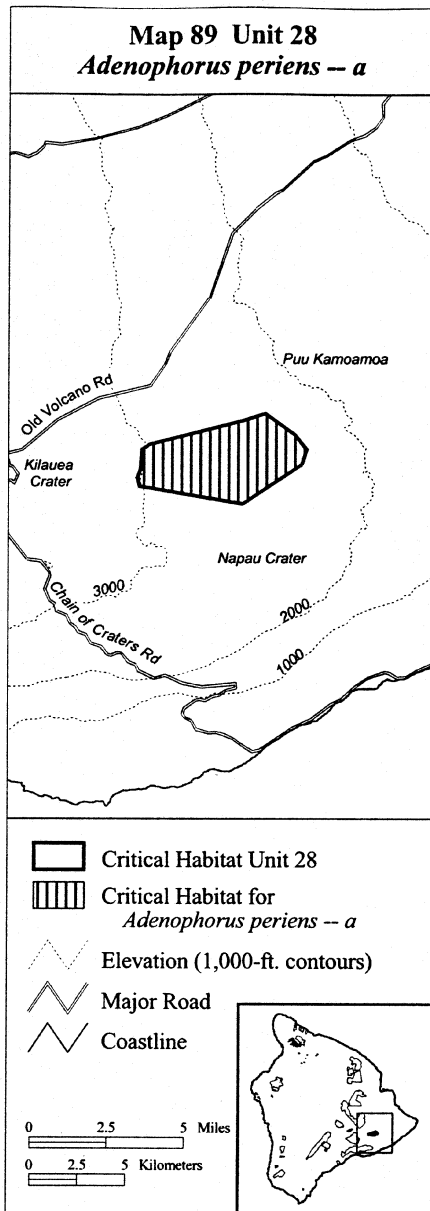 Map 89 Unit 28
Adenophorus periens -- a
Puu Kamoamoa
Old Volcano Rd
Kilauea
Crater
Napau Crater
3000
Chain of Craters Rd
2000
1000
Critical Habitat Unit 28
Critical Habitat for
Adenophorus periens -- a
Elevation (1,000-ft. contours)
Major Road
Coastline
0 2.5 5 Miles
0 2.5 5 Kilometers